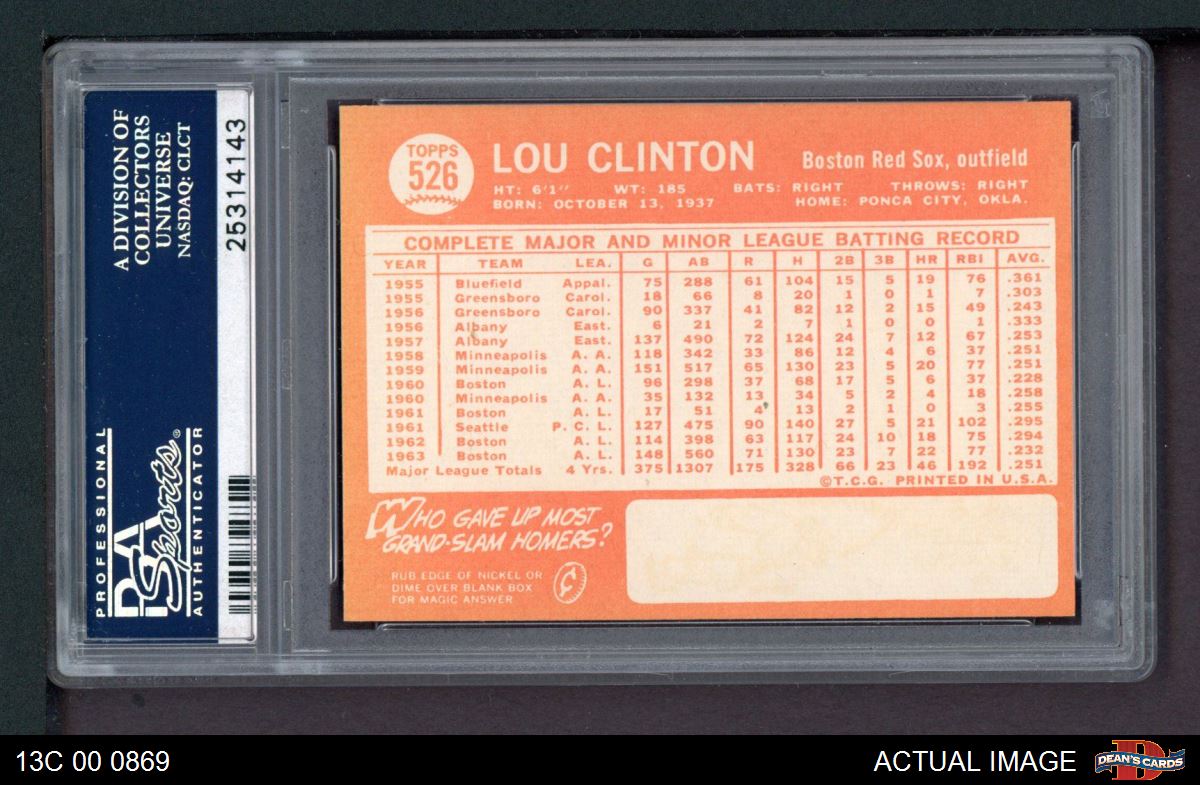 A DIVISION OF
COLLECTORS
UNIVERSE
NASDAQ: CLCT
25314143
PROFESSIONAL
PSA
Sports®
AUTHENTICATOR
TOPPS
526
LOU CLINTON Boston Red Sox, outfield
HT: 6'1" WT: 185 BATS: RIGHT THROWS: RIGHT
BORN: OCTOBER 13, 1937 HOME: PONCA CITY, OKLA.
COMPLETE MAJOR AND MINOR LEAGUE BATTING RECORD
YEAR TEAM LEA. G AB R H 2B 3B HR RBI AVG.
1955 Bluefield Appal. 75 288 61 104 15 5 19 76 .361
1955 Greensboro Carol. 18 66 8 20 1 0 1 7 .303
1956 Greensboro Carol. 90 337 41 82 12 2 15 49 .243
1956 Albany East. 6 21 2 7 1 0 0 1 .333
1957 Albany East. 137 490 72 124 24 7 12 67 .253
1958 Minneapolis A. A. 118 342 33 86 12 4 6 37 .251
1959 Minneapolis A. A. 151 517 65 130 23 5 20 77 .251
1960 Boston A. L. 96 298 37 68 17 5 6 37 .228
1960 Minneapolis A. A. 35 132 13 34 5 2 4 18 .258
1961 Boston A. L. 17 51 4 13 2 1 0 3 .255
1961 Seattle P. C. L. 127 475 90 140 27 5 21 102 .295
1962 Boston A. L. 114 398 63 117 24 10 18 75 .294
1963 Boston A. L. 148 560 71 130 23 7 22 77 .232
Major League Totals 4 Yrs. 375 1307 175 328 66 23 46 192 .251
©T.C.G. PRINTED IN U.S.A.
WHO GAVE UP MOST
GRAND-SLAM HOMERS?
RUB EDGE OF NICKEL OR
DIME OVER BLANK BOX
FOR MAGIC ANSWER
¢
13C 00 0869
ACTUAL IMAGE
D
DEAN'S CARDS